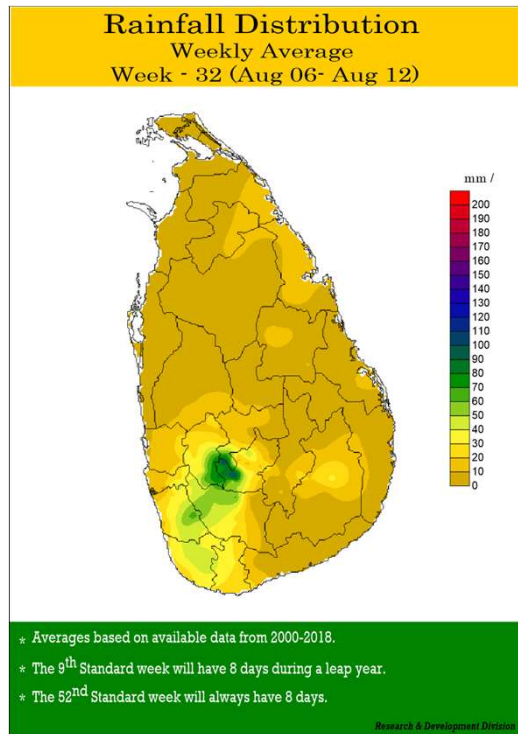 Rainfall Distribution
Weekly Average
Week - 32 (Aug 06- Aug 12)
mm /
200
190
180
170
160
150
140
130
120
110
100
90
80
70
60
50
40
30
20
10
0
* Averages based on available data from 2000-2018.
* The 9th Standard week will have 8 days during a leap year.
* The 52nd Standard week will always have 8 days.
Research & Development Division